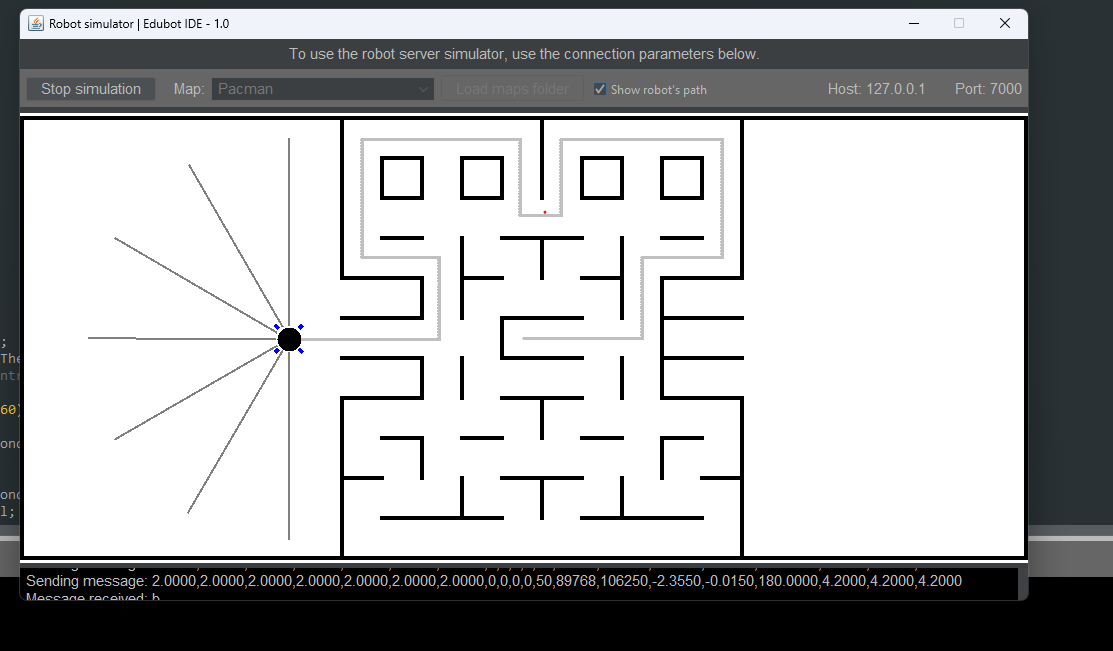 Robot simulator | Edubot IDE - 1.0
To use the robot server simulator, use the connection parameters below.
Stop simulation Map: Pacman Load maps folder Show robot's path Host: 127.0.0.1 Port: 7000
;
The
ntr
60)
ond
ond
l;
Sending message: 2.0000,2.0000,2.0000,2.0000,2.0000,2.0000,2.0000,0,0,0,0,50,89768,106250,-2.3550,-0.0150,180.0000,4.2000,4.2000,4.2000
Message received: b